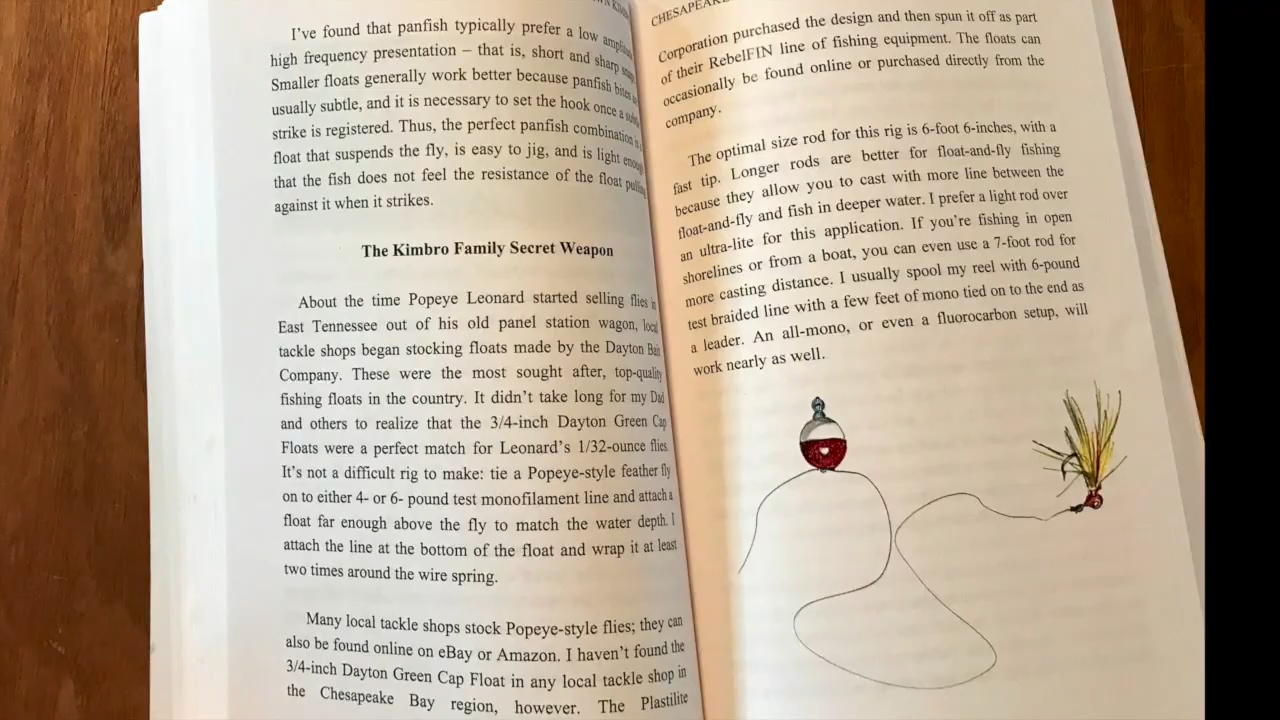 I've found that panfish typically prefer a low
high frequency presentation – that is, short and sharp
Smaller floats generally work better because panfish bites
usually subtle, and it is necessary to set the hook once a
strike is registered. Thus, the perfect panfish combination is
float that suspends the fly, is easy to jig, and is light enough
that the fish does not feel the resistance of the float pulling
against it when it strikes.
The Kimbro Family Secret Weapon
About the time Popeye Leonard started selling flies in
East Tennessee out of his old panel station wagon, local
tackle shops began stocking floats made by the Dayton Bait
Company. These were the most sought after, top-quality
fishing floats in the country. It didn't take long for my Dad
and others to realize that the 3/4-inch Dayton Green Cap
Floats were a perfect match for Leonard's 1/32-ounce flies.
It's not a difficult rig to make: tie a Popeye-style feather fly
on to either 4- or 6- pound test monofilament line and attach a
float far enough above the fly to match the water depth. I
attach the line at the bottom of the float and wrap it at least
two times around the wire spring.
Many local tackle shops stock Popeye-style flies; they can
also be found online on eBay or Amazon. I haven't found the
3/4-inch Dayton Green Cap Float in any local tackle shop in
the Chesapeake Bay region, however. The Plastilite
CHESAPEAKE
Corporation purchased the design and then spun it off as part
of their RebelFIN line of fishing equipment. The floats can
occasionally be found online or purchased directly from the
company.
The optimal size rod for this rig is 6-foot 6-inches, with a
fast tip. Longer rods are better for float-and-fly fishing
because they allow you to cast with more line between the
float-and-fly and fish in deeper water. I prefer a light rod over
an ultra-lite for this application. If you're fishing in open
shorelines or from a boat, you can even use a 7-foot rod for
more casting distance. I usually spool my reel with 6-pound
test braided line with a few feet of mono tied on to the end as
a leader. An all-mono, or even a fluorocarbon setup, will
work nearly as well.